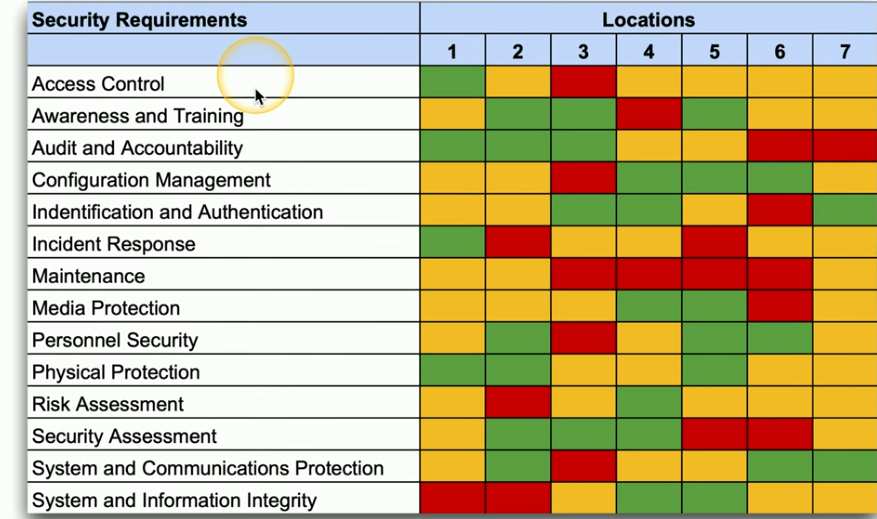 Security Requirements Locations
1 2 3 4 5 6 7
Access Control
Awareness and Training
Audit and Accountability
Configuration Management
Indentification and Authentication
Incident Response
Maintenance
Media Protection
Personnel Security
Physical Protection
Risk Assessment
Security Assessment
System and Communications Protection
System and Information Integrity